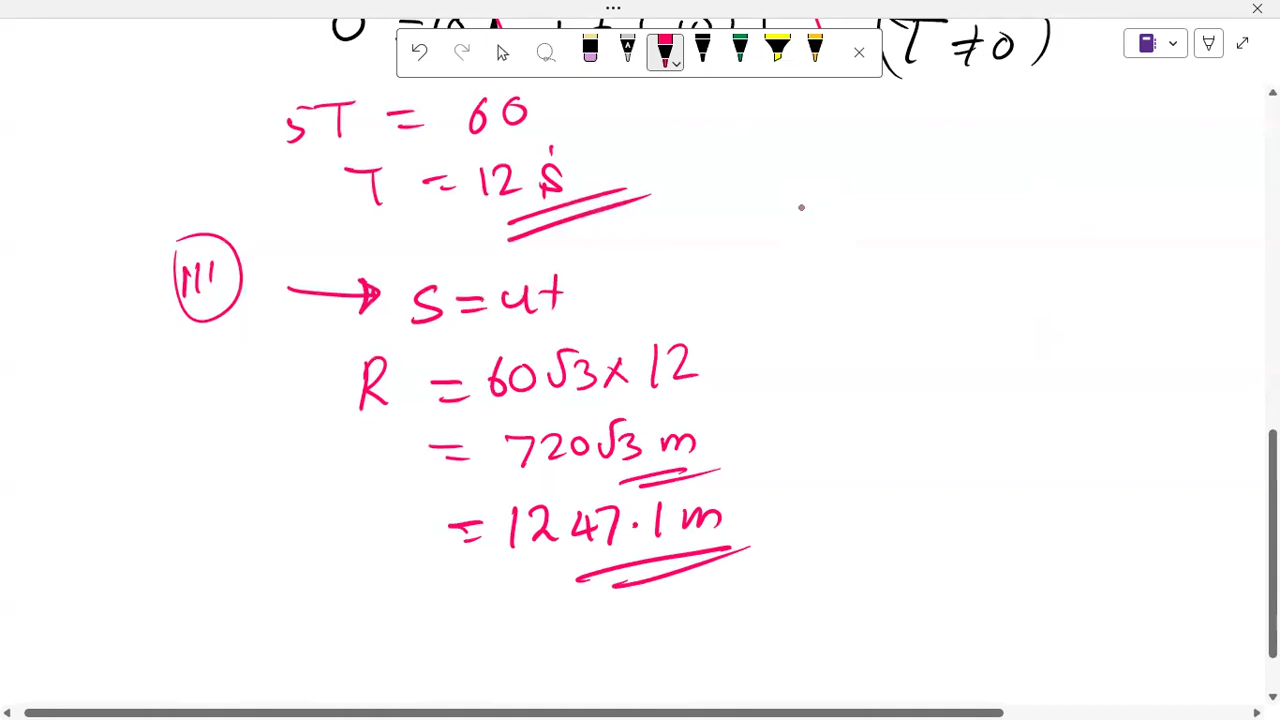 (T ≠ 0)
5T = 60
T = 12 s
III → S = ut
R = 60√3 × 12
= 720√3 m
= 1247.1 m